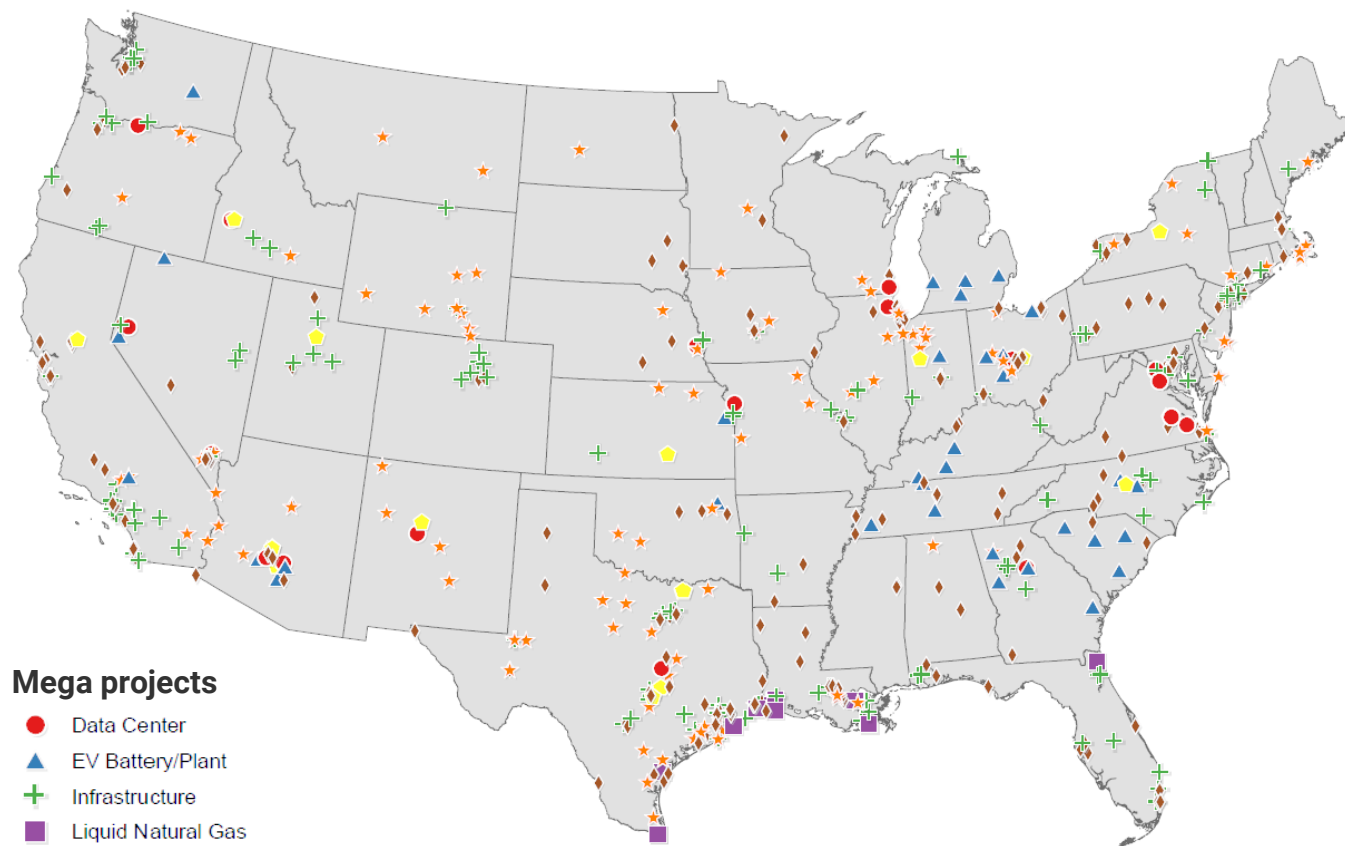 Mega projects
Data Center
EV Battery/Plant
Infrastructure
Liquid Natural Gas